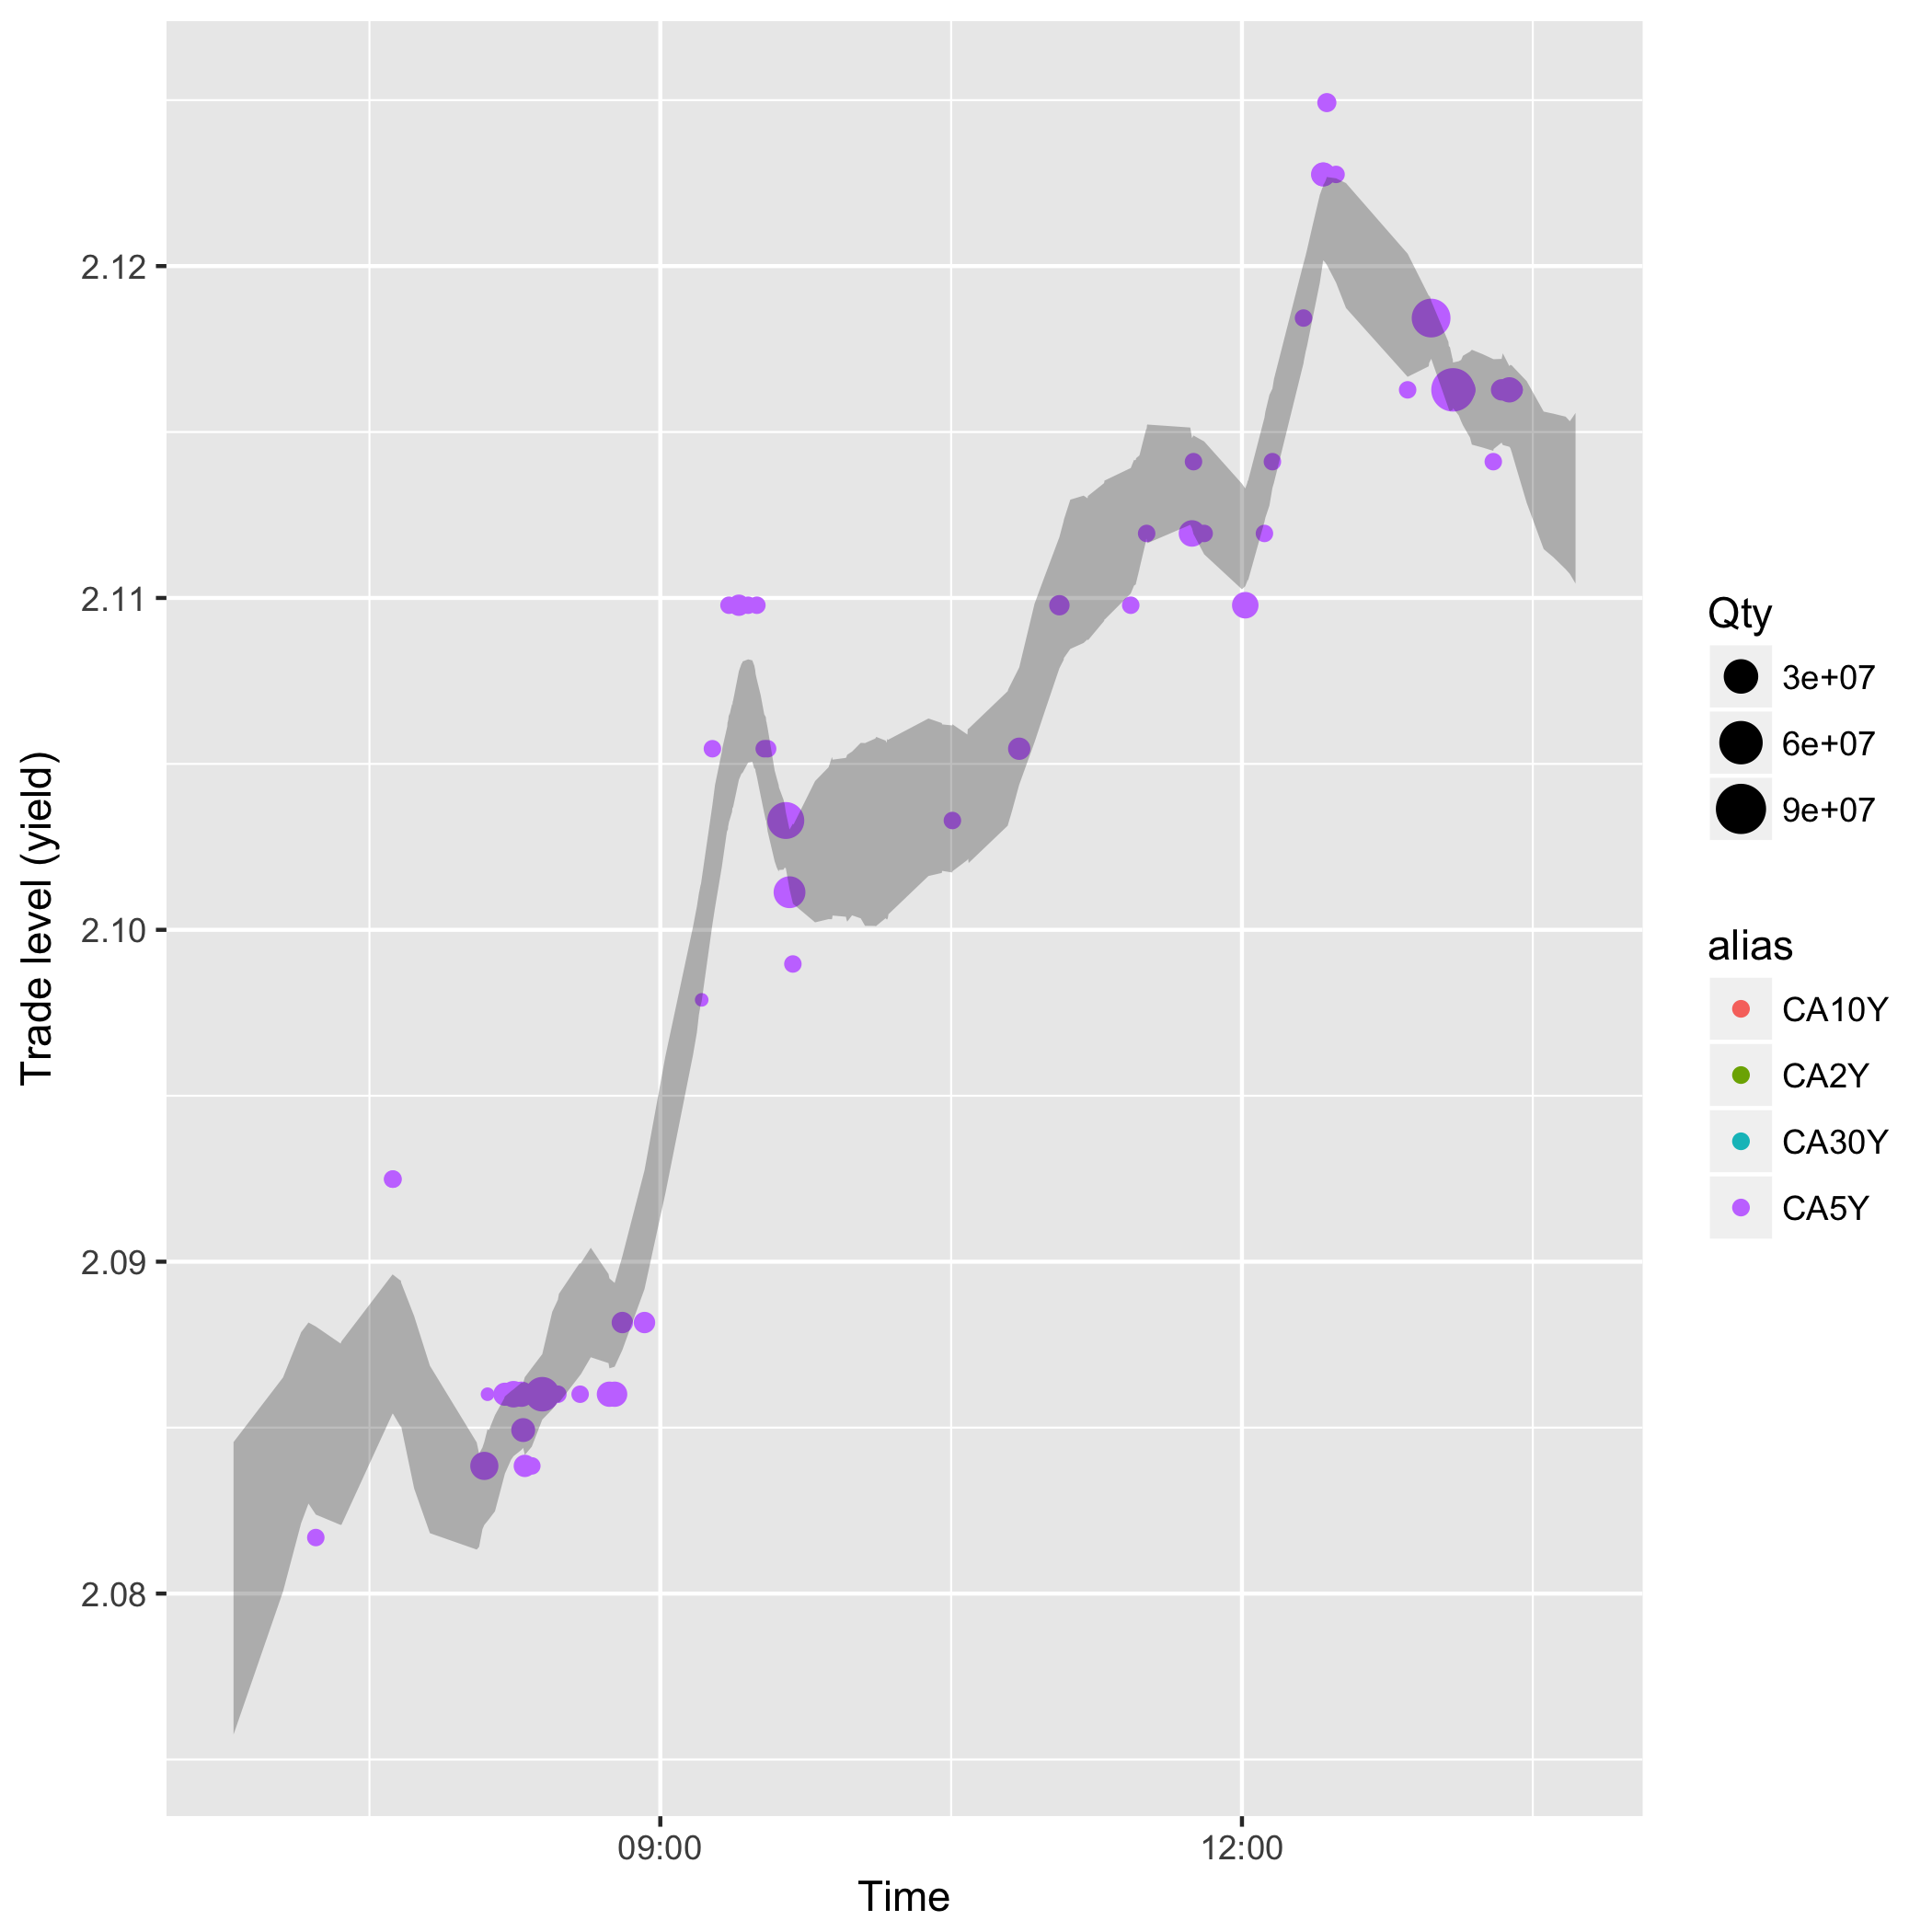 Trade level (yield)
2.12
2.11
2.10
2.09
2.08
09:00
12:00
Time
Qty
3e+07
6e+07
9e+07
alias
CA10Y
CA2Y
CA30Y
CA5Y